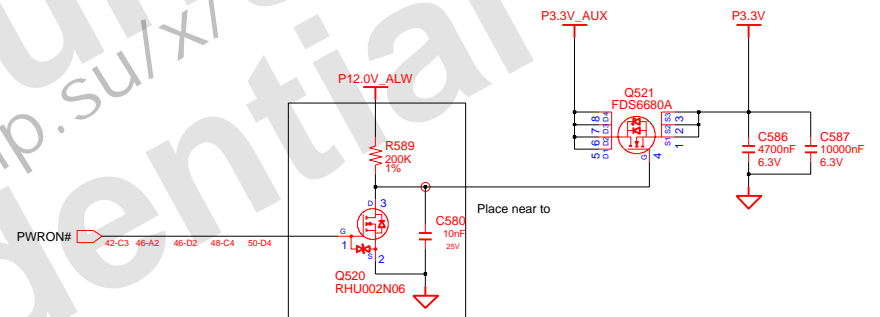 P3.3V_AUX
P3.3V
P12.0V_ALW
Q521
FDS6680A
8 D4
7 D3
6 D2
5 D1
S3 3
S2 2
S1 1
G 4
R589
200K
1%
C586
4700nF
6.3V
C587
10000nF
6.3V
D 3
C580
10nF
25V
Place near to
PWRON#
42-C3 46-A2 46-D2 48-C4 50-D4
G
1
S 2
Q520
RHU002N06
dential
p.su/x/